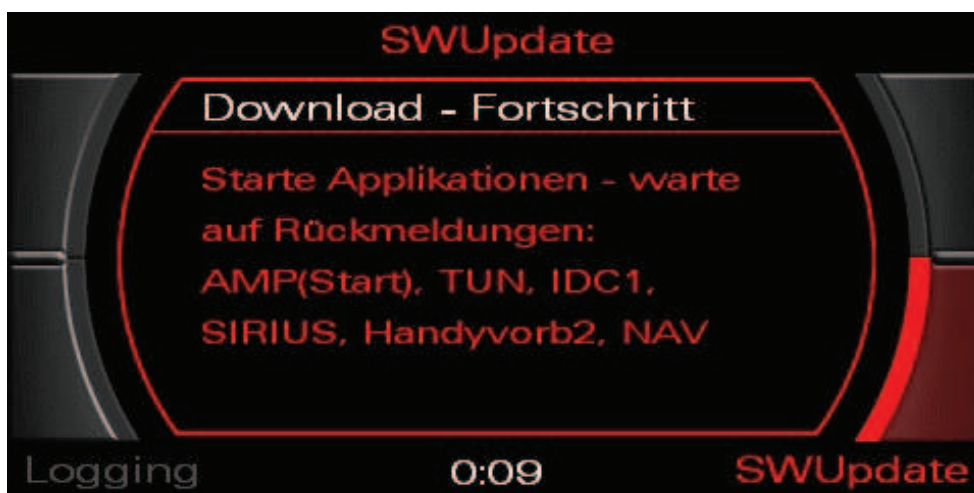 SWUpdate
Download - Fortschritt
Starte Applikationen - warte
auf Rückmeldungen:
AMP(Start), TUN, IDC1,
SIRIUS, Handyvorb2, NAV
Logging
0:09
SWUpdate